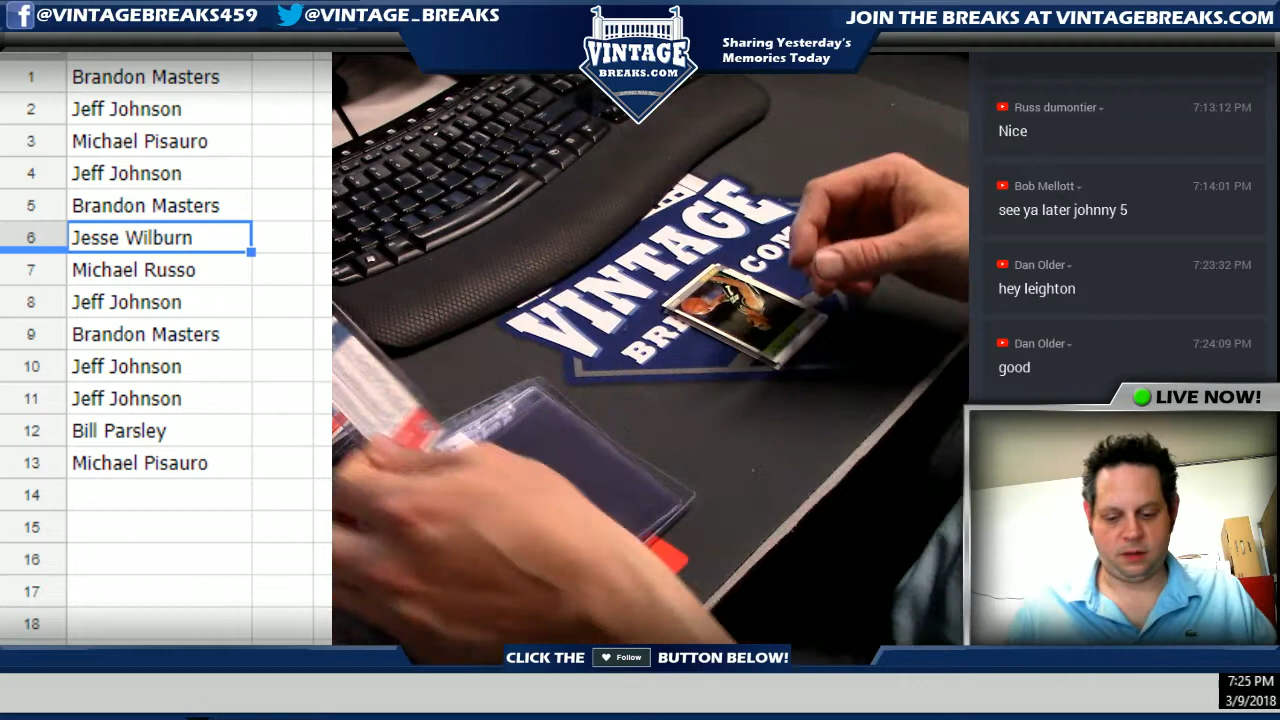 @VINTAGEBREAKS459
@VINTAGE_BREAKS
VINTAGE
BREAKS.COM
Sharing Yesterday's
Memories Today
JOIN THE BREAKS AT VINTAGEBREAKS.COM
1 Brandon Masters
2 Jeff Johnson
3 Michael Pisauro
4 Jeff Johnson
5 Brandon Masters
6 Jesse Wilburn
7 Michael Russo
8 Jeff Johnson
9 Brandon Masters
10 Jeff Johnson
11 Jeff Johnson
12 Bill Parsley
13 Michael Pisauro
14
15
16
17
18
VINTAGE
BRE
COM
Russ dumontier 7:13:12 PM
Nice
Bob Mellott 7:14:01 PM
see ya later johnny 5
Dan Older 7:23:32 PM
hey leighton
Dan Older 7:24:09 PM
good
LIVE NOW!
CLICK THE Follow BUTTON BELOW!
7:25 PM
3/9/2018